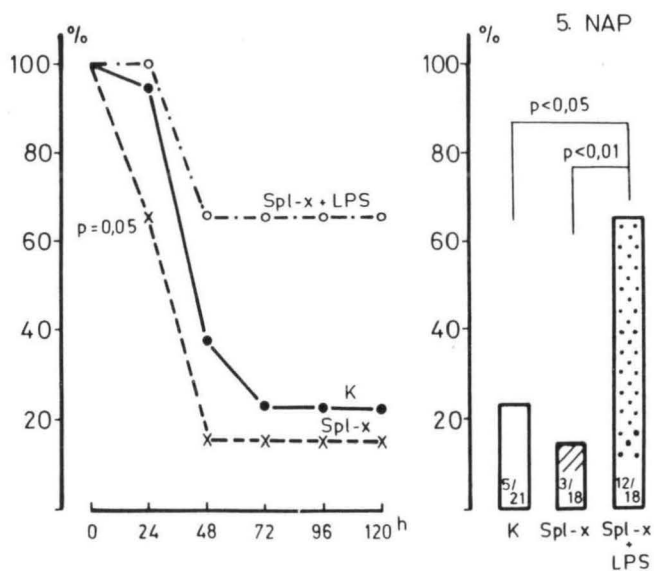 %
100
80
60
40
20
p=0,05
Spl-x + LPS
K
Spl-x
0 24 48 72 96 120 h
5. NAP
%
100
80
60
40
20
p<0,05
p<0,01
5/21
3/18
12/18
K Spl-x Spl-x
+
LPS